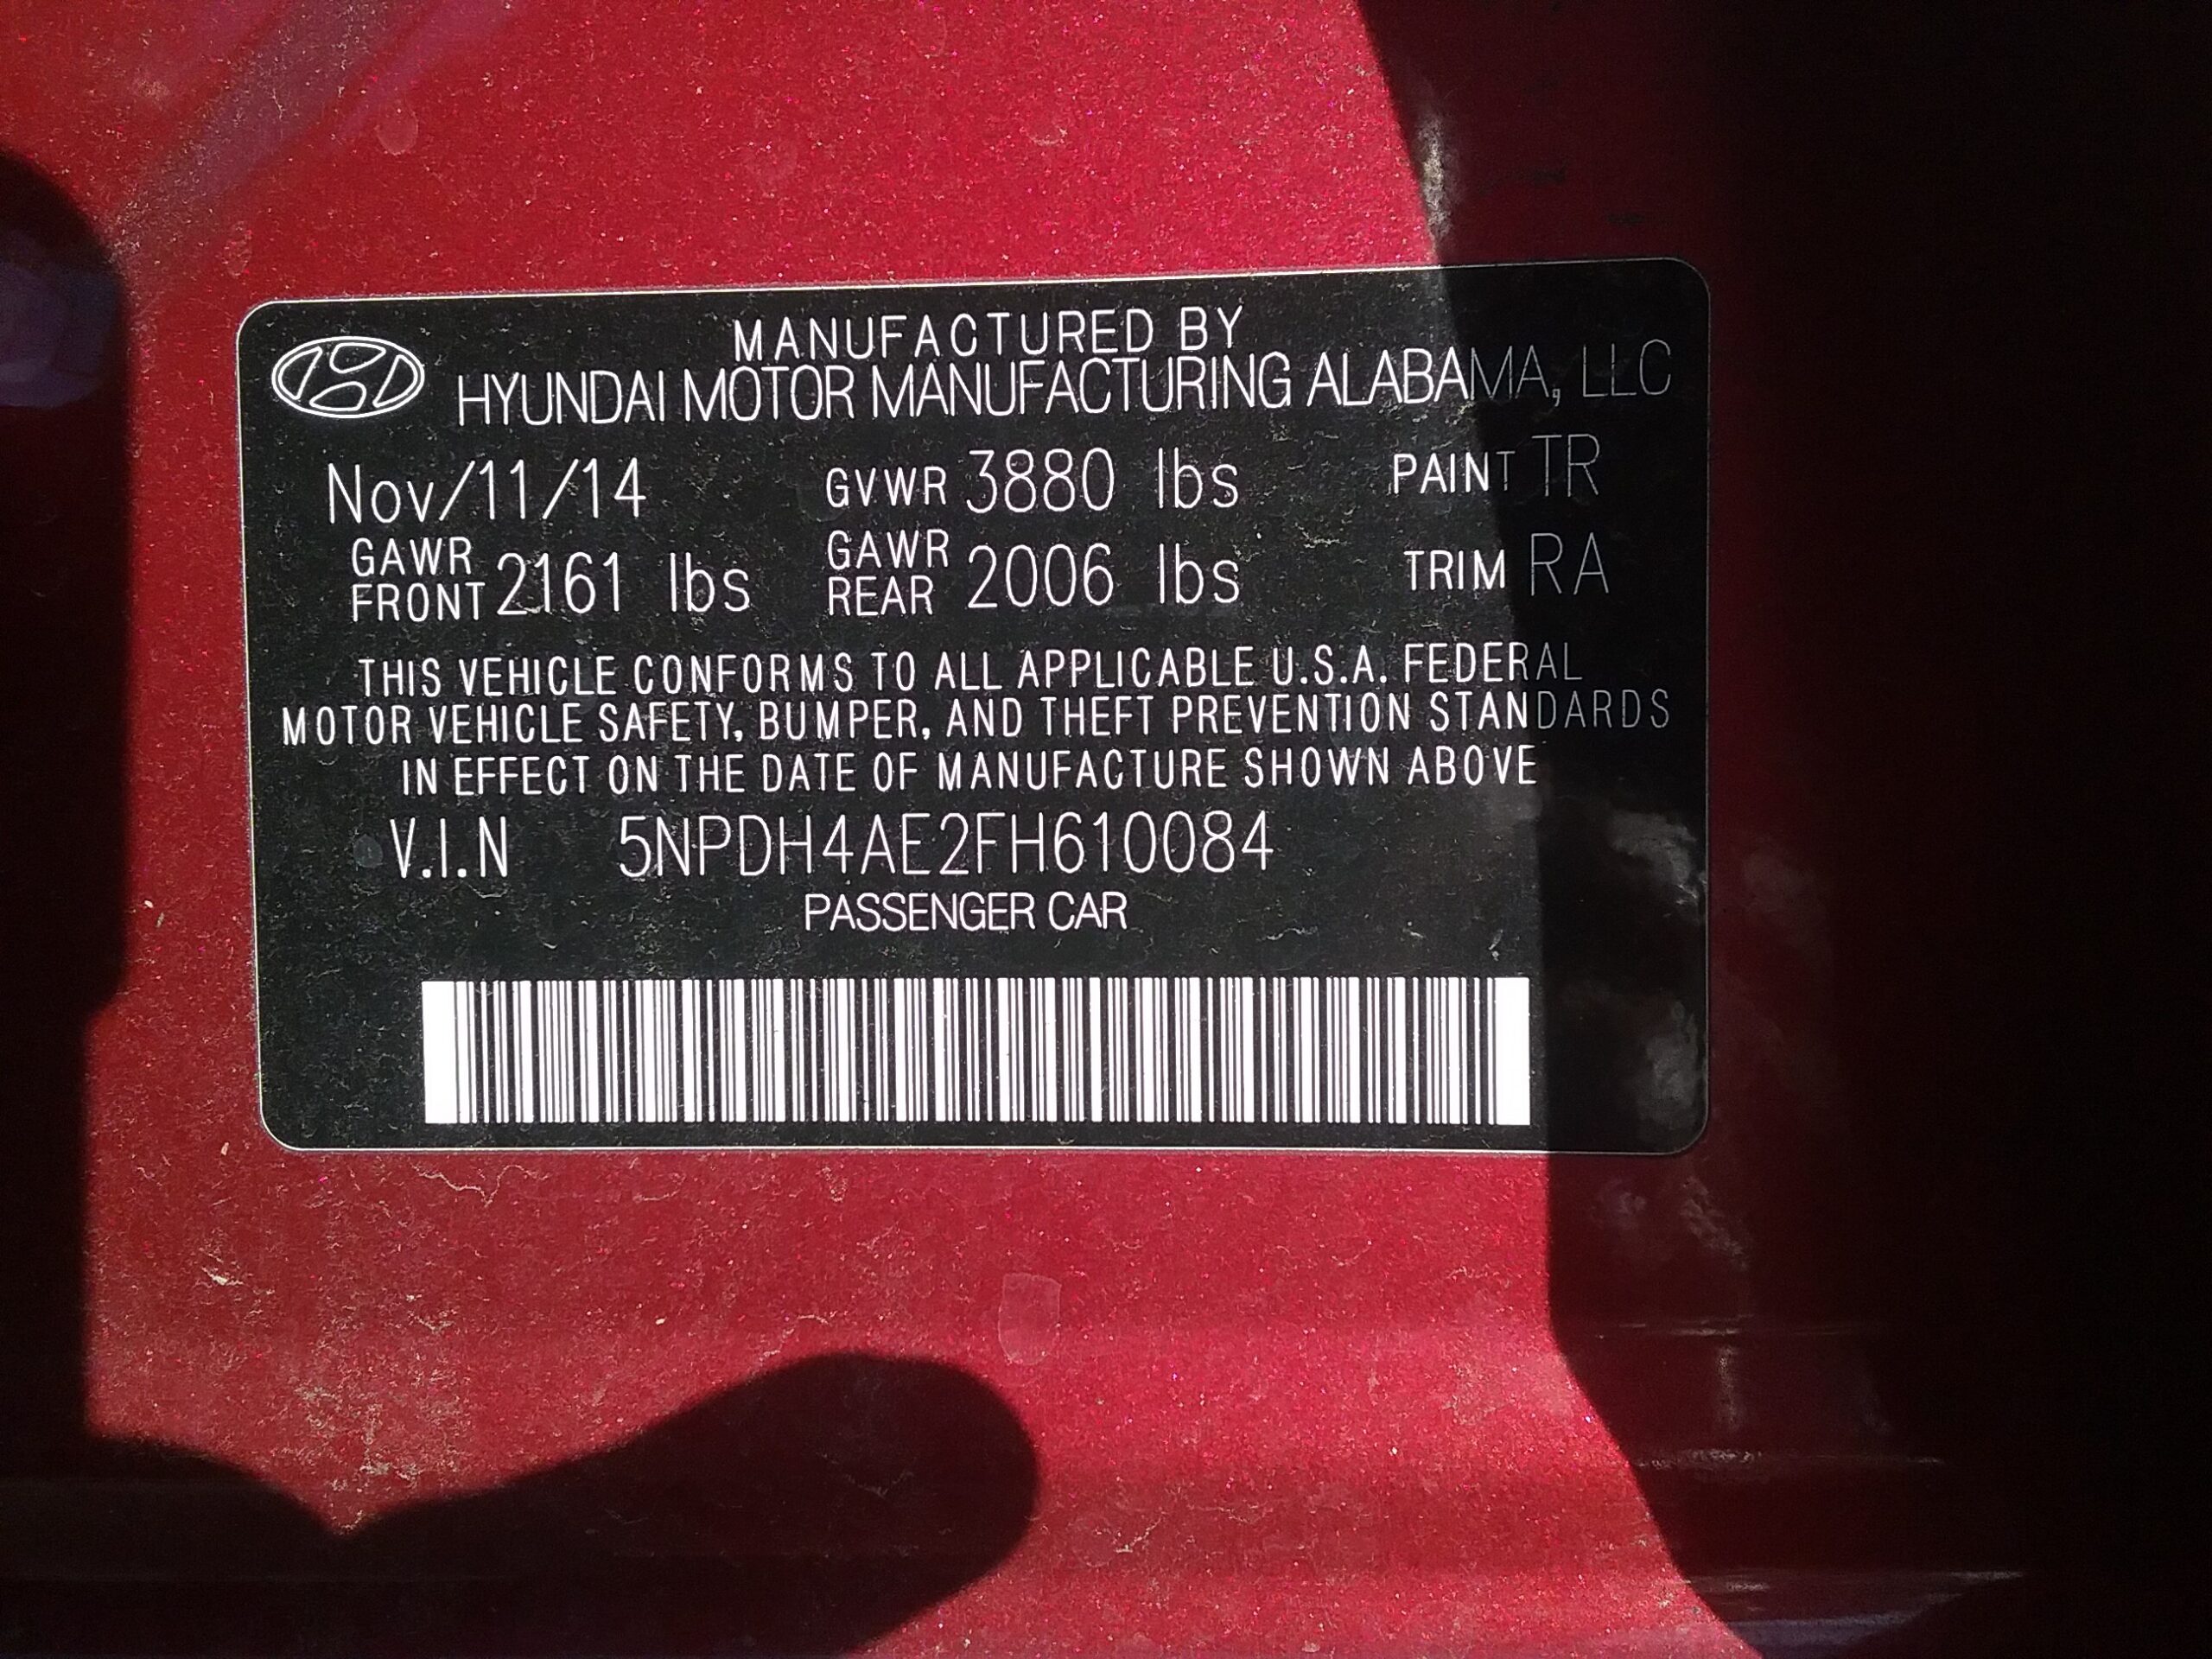 MANUFACTURED BY
HYUNDAI MOTOR MANUFACTURING ALABAMA, LLC
Nov/11/14 GVWR 3880 lbs PAINT TR
GAWR FRONT 2161 lbs GAWR REAR 2006 lbs TRIM RA
THIS VEHICLE CONFORMS TO ALL APPLICABLE U.S.A. FEDERAL
MOTOR VEHICLE SAFETY, BUMPER, AND THEFT PREVENTION STANDARDS
IN EFFECT ON THE DATE OF MANUFACTURE SHOWN ABOVE
V.I.N 5NPDH4AE2FH610084
PASSENGER CAR